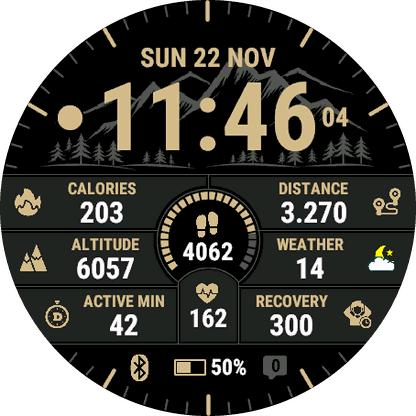 SUN 22 NOV
11:46 04
CALORIES
203
DISTANCE
3.270
4062
ALTITUDE
6057
WEATHER
14
ACTIVE MIN
42
D
162
RECOVERY
300
50%
0